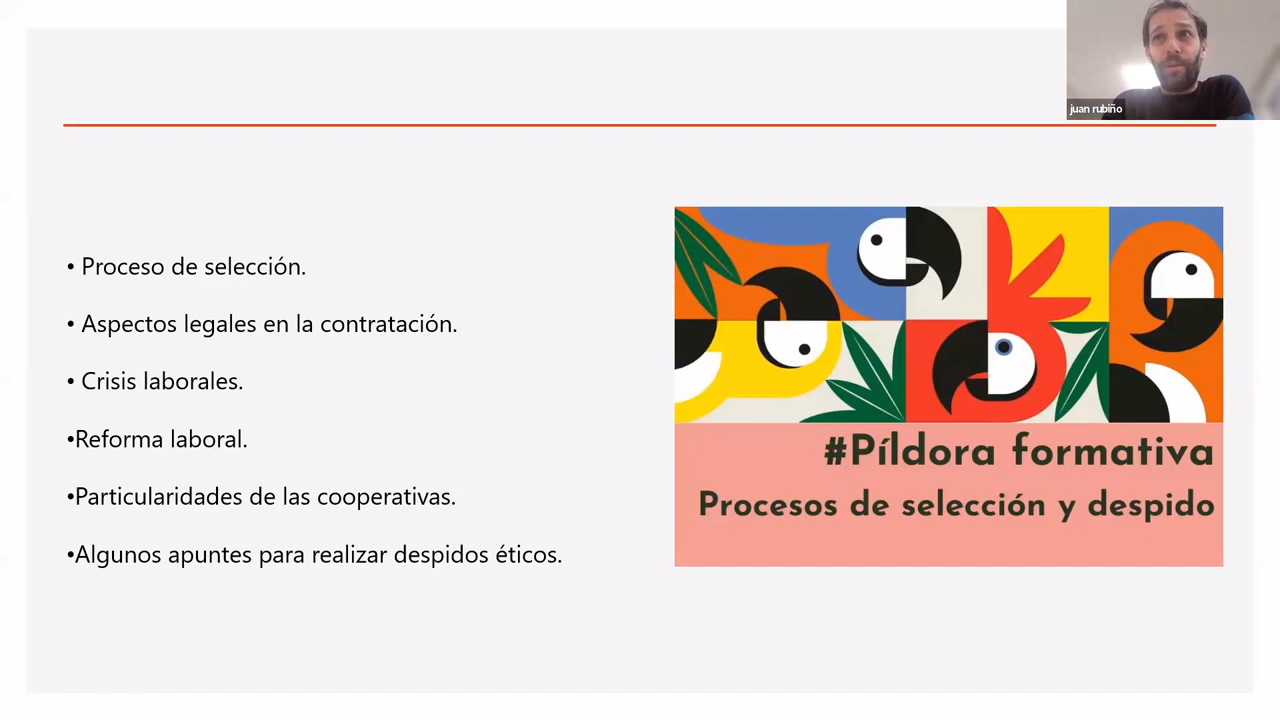 juan rubiño
• Proceso de selección.
• Aspectos legales en la contratación.
• Crisis laborales.
•Reforma laboral.
•Particularidades de las cooperativas.
•Algunos apuntes para realizar despidos éticos.
#Píldora formativa
Procesos de selección y despido